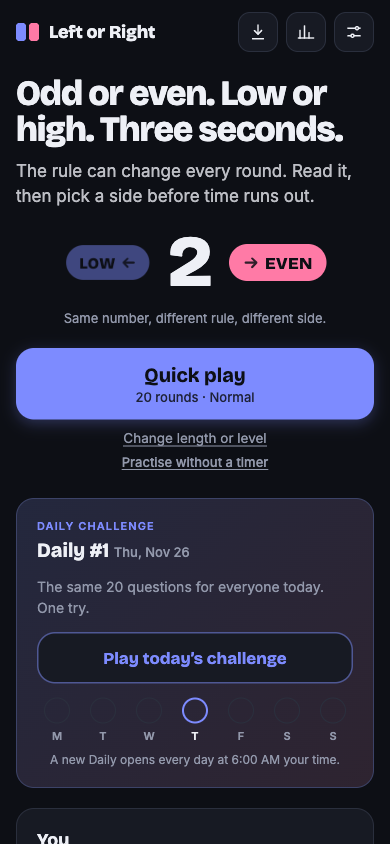 Left or Right
Odd or even. Low or
high. Three seconds.
The rule can change every round. Read it,
then pick a side before time runs out.
LOW ← 2 → EVEN
Same number, different rule, different side.
Quick play
20 rounds · Normal
Change length or level
Practise without a timer
DAILY CHALLENGE
Daily #1 Thu, Nov 26
The same 20 questions for everyone today.
One try.
Play today's challenge
M T W T F S S
A new Daily opens every day at 6:00 AM your time.
You